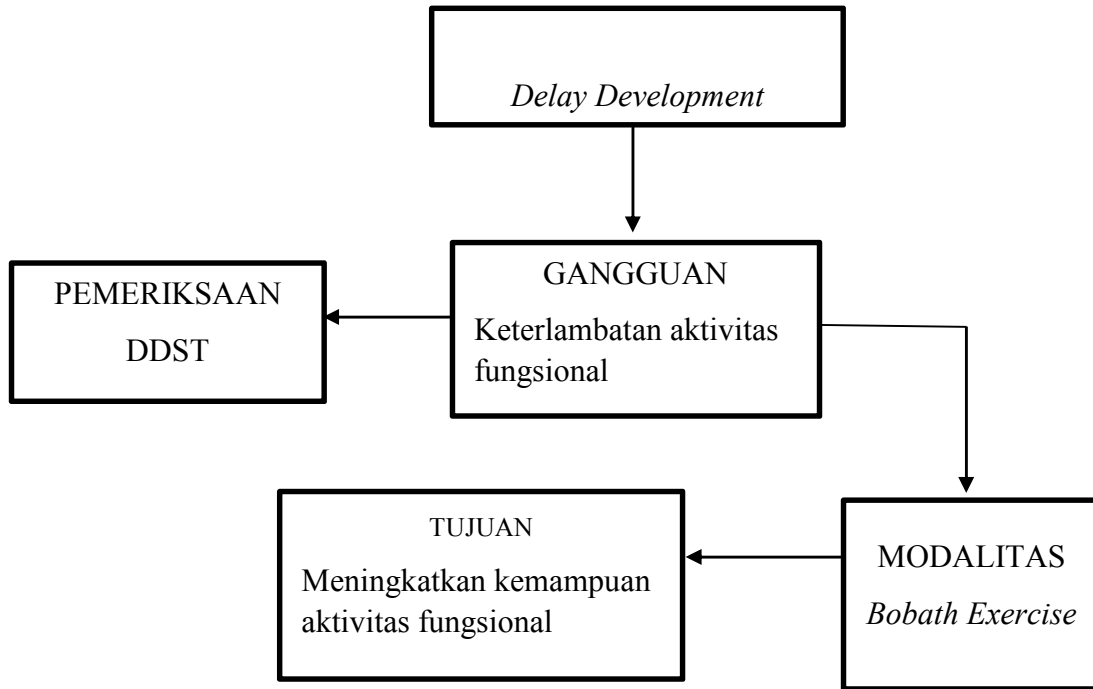 Delay Development
GANGGUAN
Keterlambatan aktivitas
fungsional
PEMERIKSAAN
DDST
MODALITAS
Bobath Exercise
TUJUAN
Meningkatkan kemampuan
aktivitas fungsional